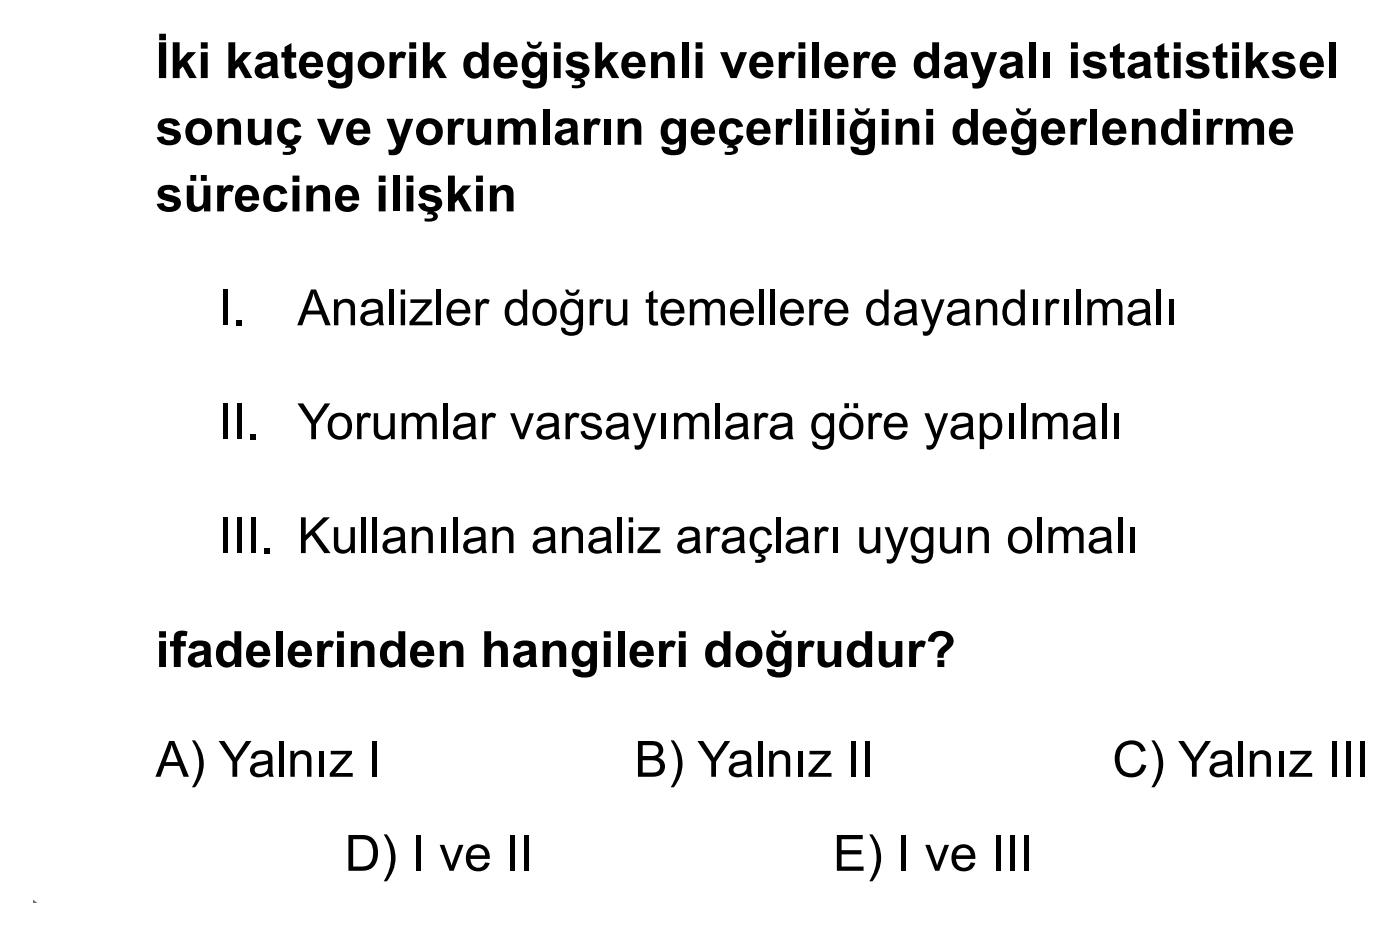 İki kategorik değişkenli verilere dayalı istatistiksel
sonuç ve yorumların geçerliliğini değerlendirme
sürecine ilişkin
I. Analizler doğru temellere dayandırılmalı
II. Yorumlar varsayımlara göre yapılmalı
III. Kullanılan analiz araçları uygun olmalı
ifadelerinden hangileri doğrudur?
A) Yalnız I B) Yalnız II C) Yalnız III
D) I ve II E) I ve III